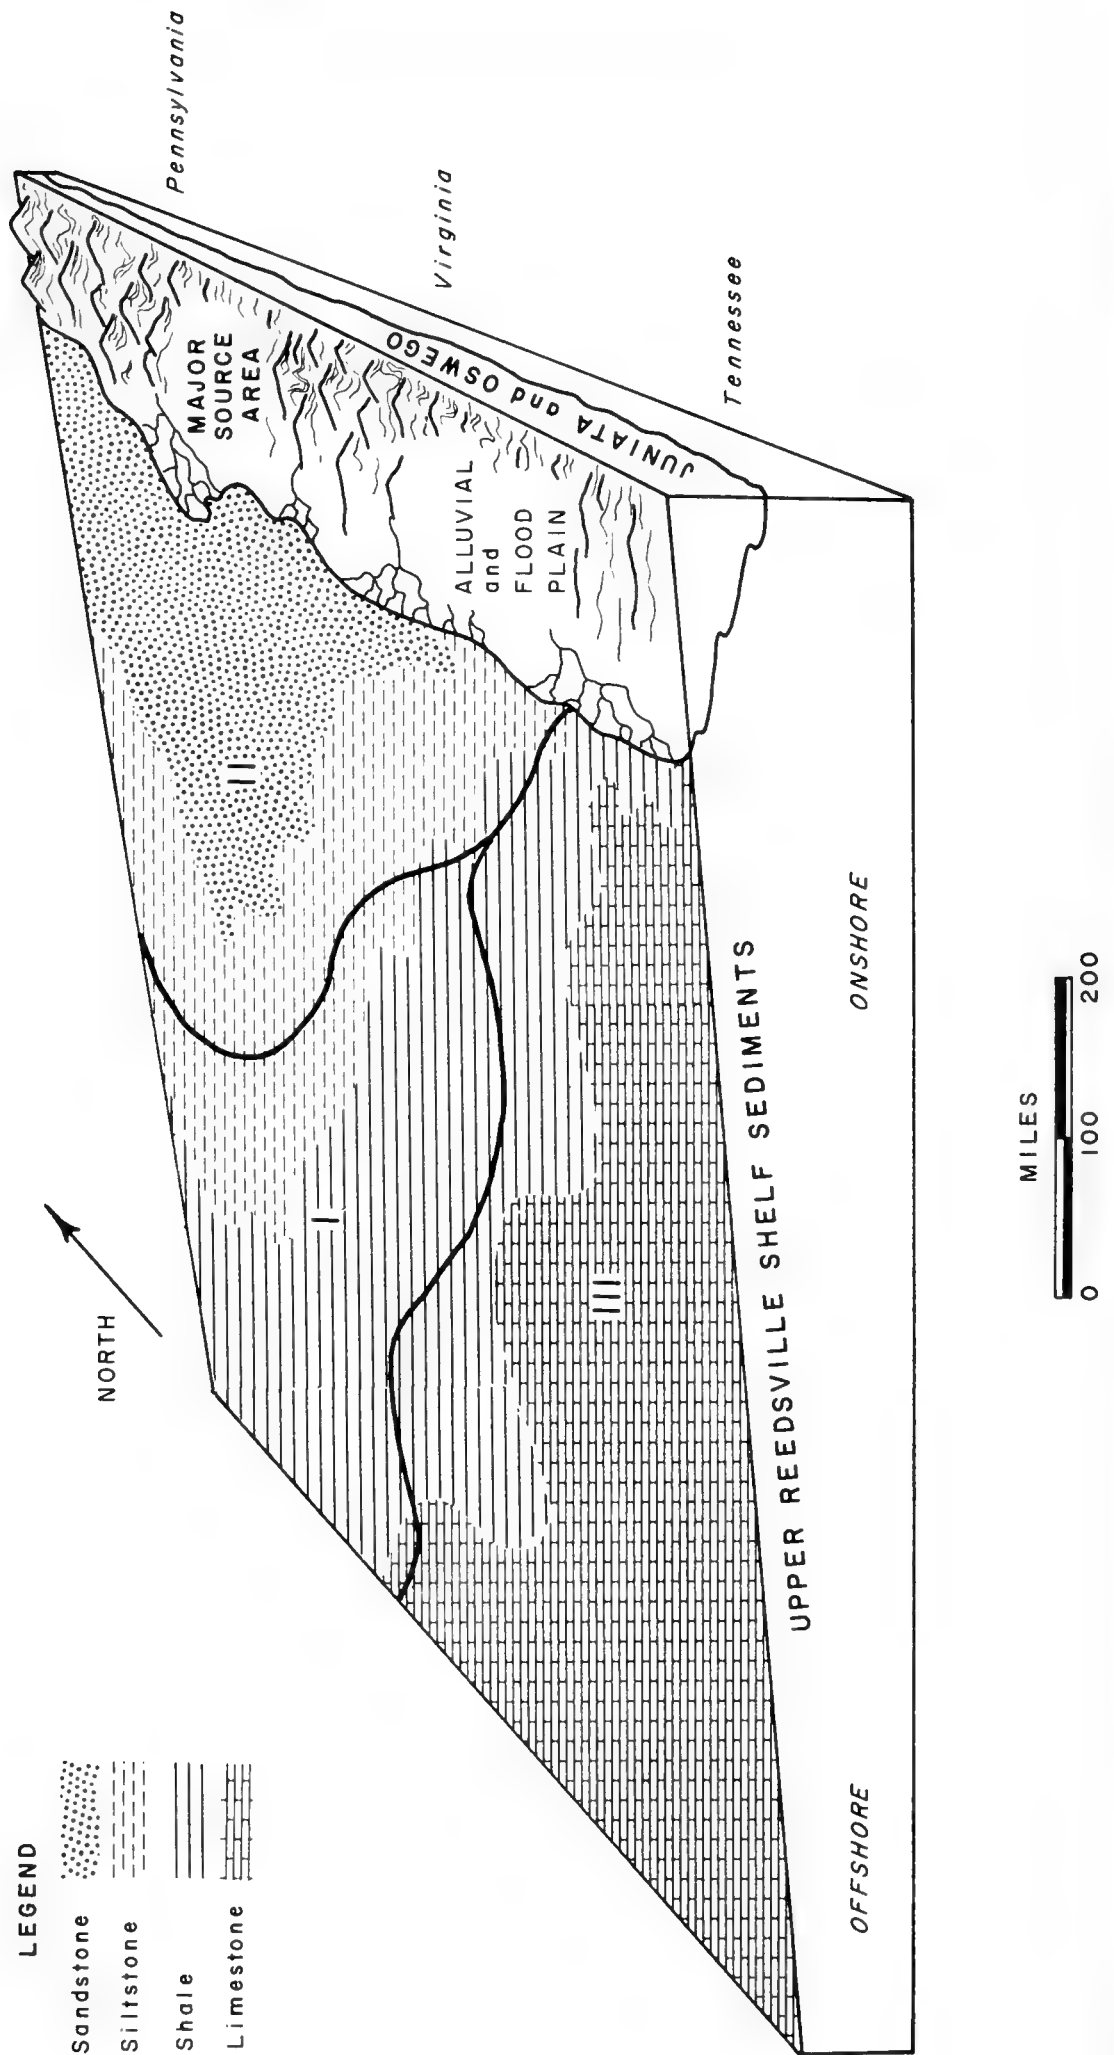 LEGEND
Sandstone
Siltstone
Shale
Limestone
NORTH
Pennsylvania
Virginia
Tennessee
MAJOR
SOURCE
AREA
ALLUVIAL
and
FLOOD
PLAIN
JUNIATA and OSWEGO
I
II
III
UPPER REEDSVILLE SHELF SEDIMENTS
OFFSHORE
ONSHORE
MILES
0 100 200